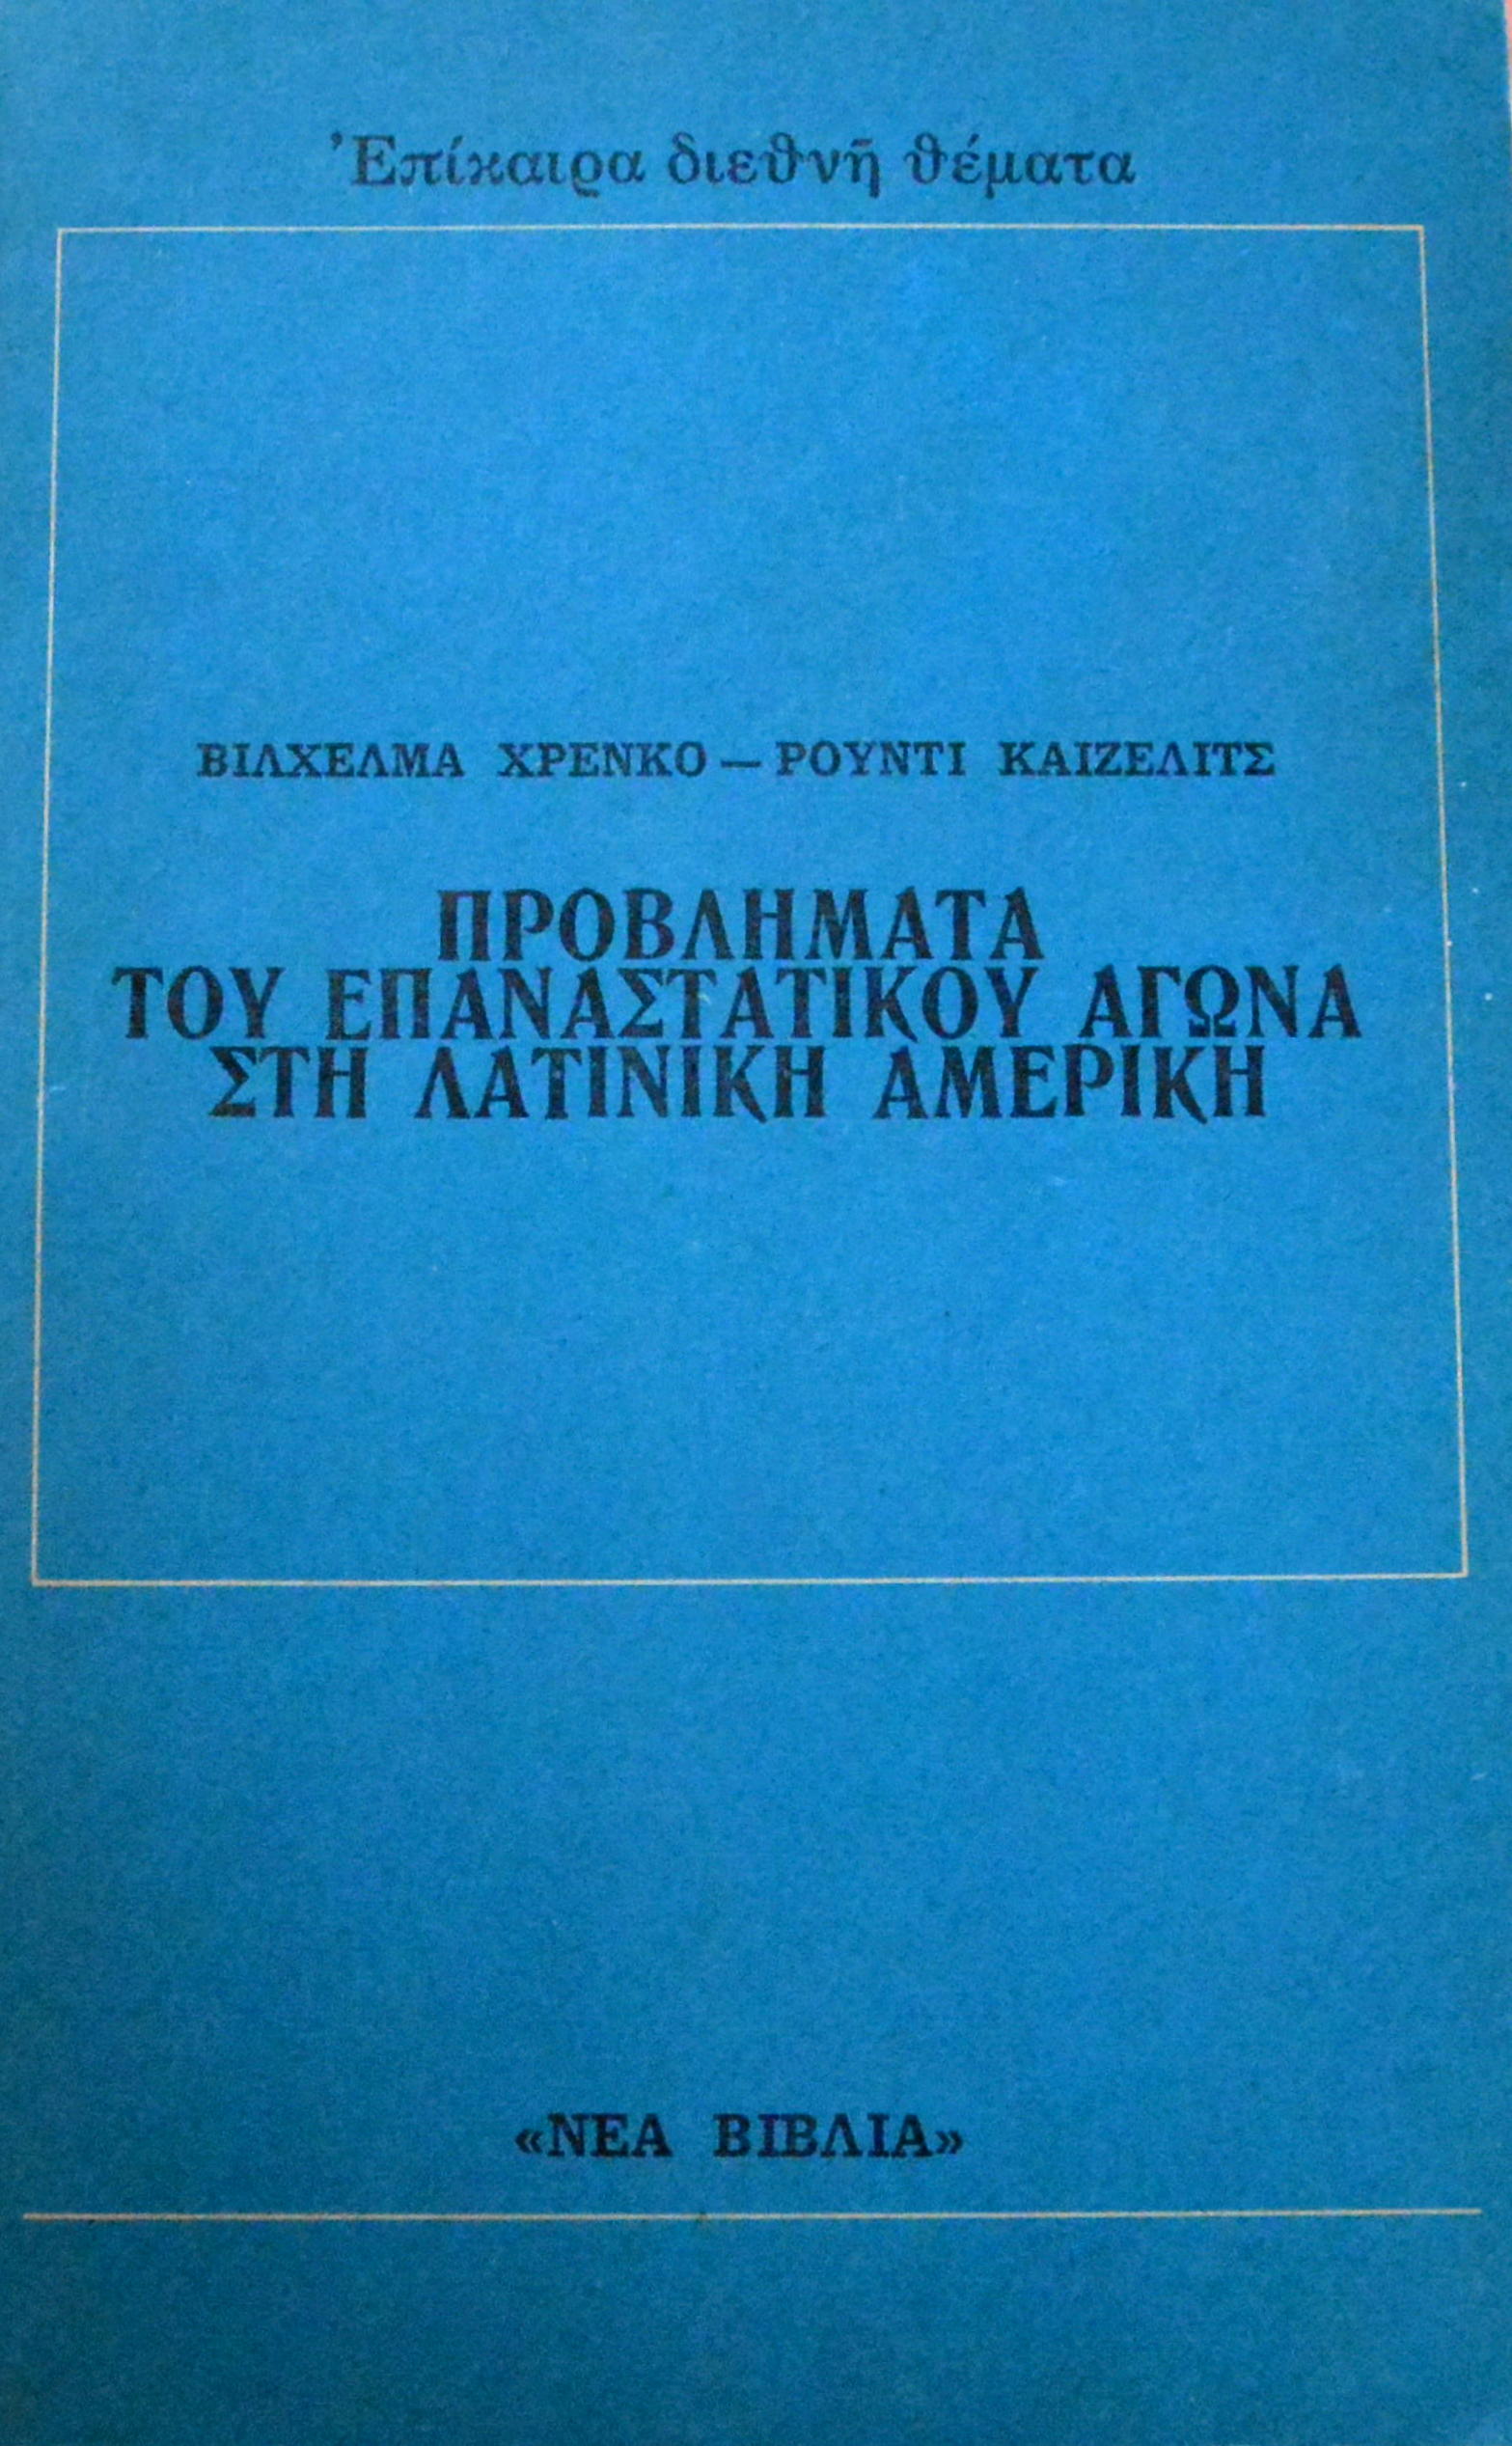 Ἐπίκαιρα διεθνῆ θέματα
ΒΙΛΧΕΛΜΑ ΧΡΕΝΚΟ — ΡΟΥΝΤΙ ΚΑΙΖΕΛΙΤΣ
ΠΡΟΒΛΗΜΑΤΑ
ΤΟΥ ΕΠΑΝΑΣΤΑΤΙΚΟΥ ΑΓΩΝΑ
ΣΤΗ ΛΑΤΙΝΙΚΗ ΑΜΕΡΙΚΗ
«ΝΕΑ ΒΙΒΛΙΑ»